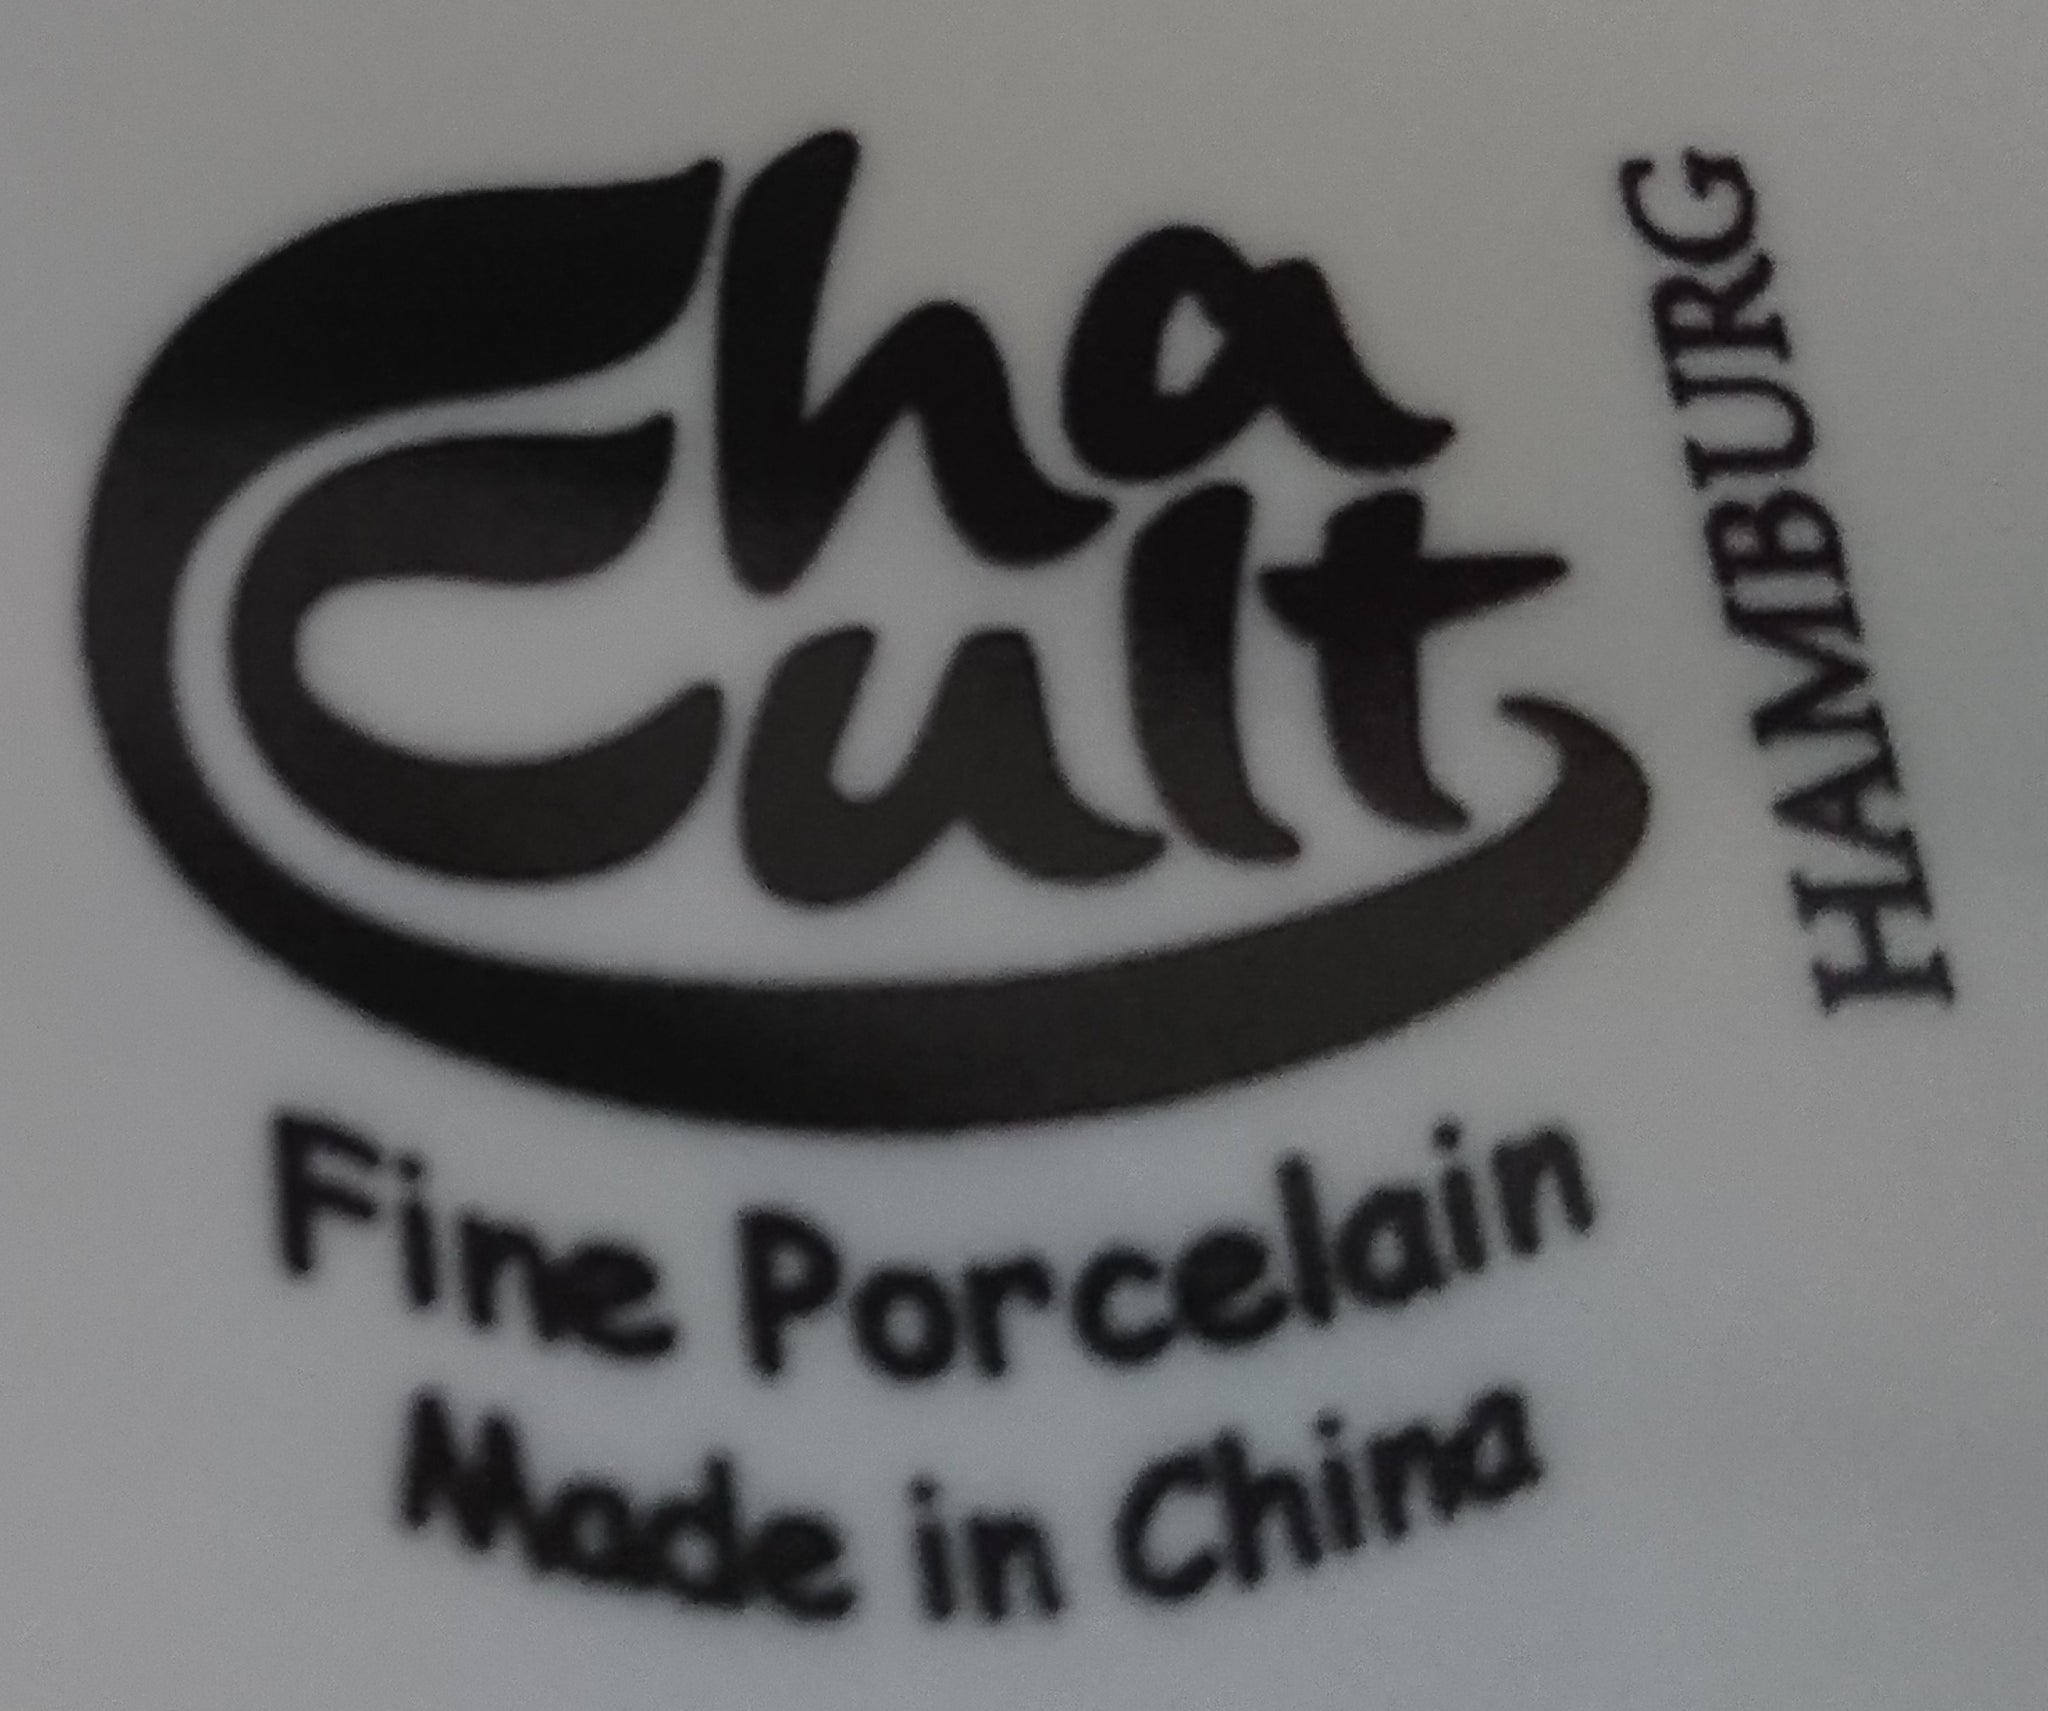 Cha
Cult
HAMBURG
Fine Porcelain
Made in China